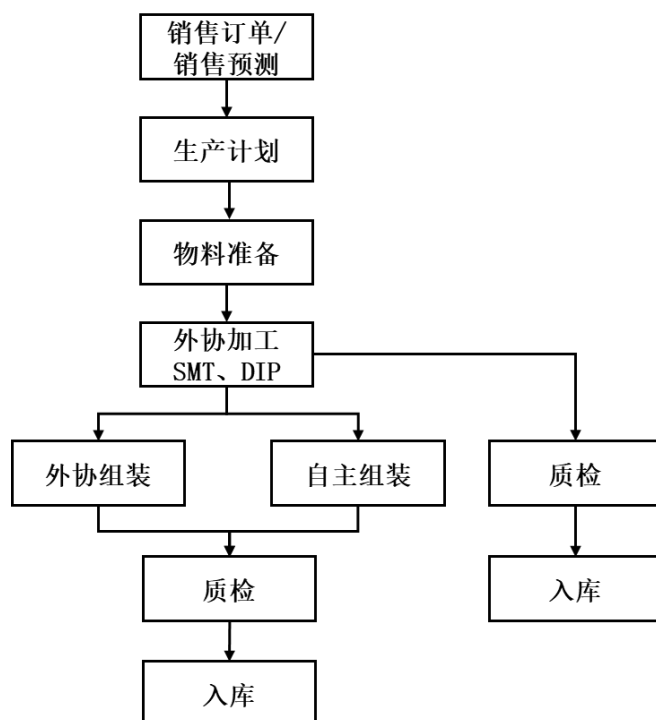 销售订单/
销售预测
生产计划
物料准备
外协加工
SMT、DIP
外协组装
自主组装
质检
质检
入库
入库